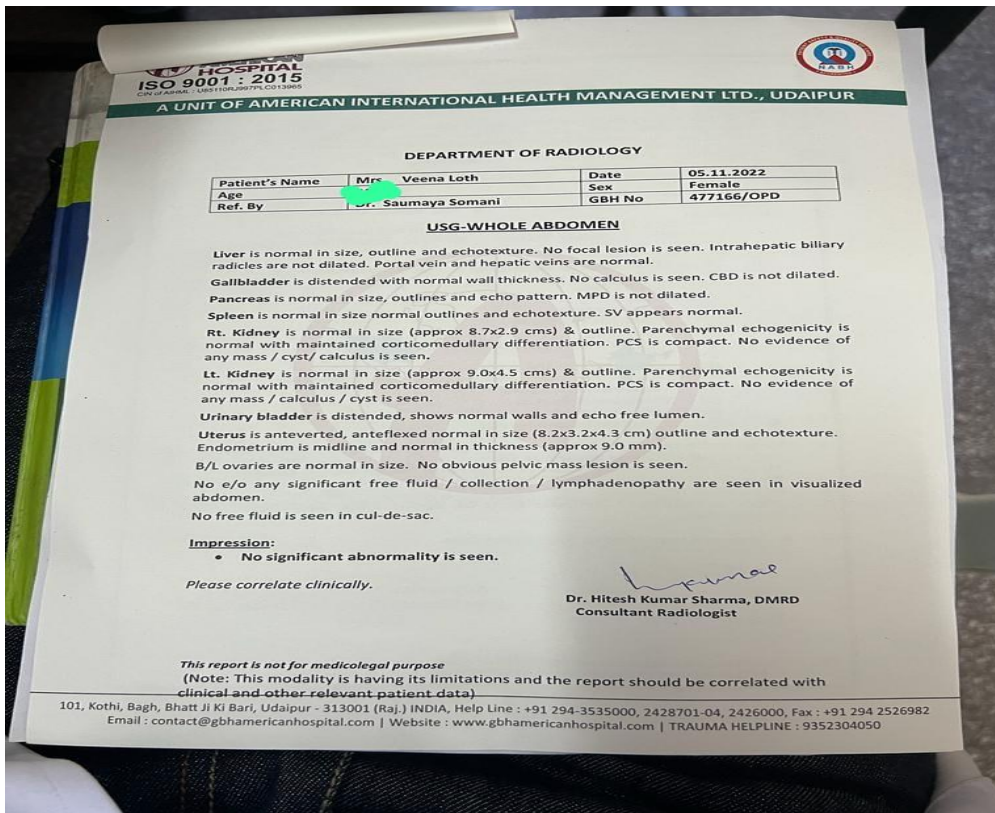 HOSPITAL
ISO 9001 : 2015
CIN of AIHML : U85110RJ997PLC013965
NABH
A UNIT OF AMERICAN INTERNATIONAL HEALTH MANAGEMENT LTD., UDAIPUR
DEPARTMENT OF RADIOLOGY
Patient's Name Mrs Veena Loth Date 05.11.2022
Age Sex Female
Ref. By Dr. Saumaya Somani GBH No 477166/OPD
USG-WHOLE ABDOMEN
Liver is normal in size, outline and echotexture. No focal lesion is seen. Intrahepatic biliary
radicles are not dilated. Portal vein and hepatic veins are normal.
Gallbladder is distended with normal wall thickness. No calculus is seen. CBD is not dilated.
Pancreas is normal in size, outlines and echo pattern. MPD is not dilated.
Spleen is normal in size normal outlines and echotexture. SV appears normal.
Rt. Kidney is normal in size (approx 8.7x2.9 cms) & outline. Parenchymal echogenicity is
normal with maintained corticomedullary differentiation. PCS is compact. No evidence of
any mass / cyst/ calculus is seen.
Lt. Kidney is normal in size (approx 9.0x4.5 cms) & outline. Parenchymal echogenicity is
normal with maintained corticomedullary differentiation. PCS is compact. No evidence of
any mass / calculus / cyst is seen.
Urinary bladder is distended, shows normal walls and echo free lumen.
Uterus is anteverted, anteflexed normal in size (8.2x3.2x4.3 cm) outline and echotexture.
Endometrium is midline and normal in thickness (approx 9.0 mm).
B/L ovaries are normal in size. No obvious pelvic mass lesion is seen.
No e/o any significant free fluid / collection / lymphadenopathy are seen in visualized
abdomen.
No free fluid is seen in cul-de-sac.
Impression:
• No significant abnormality is seen.
Please correlate clinically.
Dr. Hitesh Kumar Sharma, DMRD
Consultant Radiologist
This report is not for medicolegal purpose
(Note: This modality is having its limitations and the report should be correlated with
clinical and other relevant patient data)
101, Kothi, Bagh, Bhatt Ji Ki Bari, Udaipur - 313001 (Raj.) INDIA, Help Line : +91 294-3535000, 2428701-04, 2426000, Fax : +91 294 2526982
Email : contact@gbhamericanhospital.com | Website : www.gbhamericanhospital.com | TRAUMA HELPLINE : 9352304050